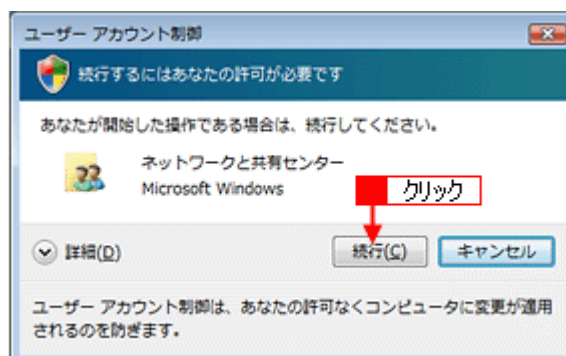 ユーザー アカウント制御
続行するにはあなたの許可が必要です
あなたが開始した操作である場合は、続行してください。
ネットワークと共有センター
Microsoft Windows
クリック
詳細(D)
続行(C)
キャンセル
ユーザー アカウント制御は、あなたの許可なくコンピュータに変更が適用
されるのを防ぎます。